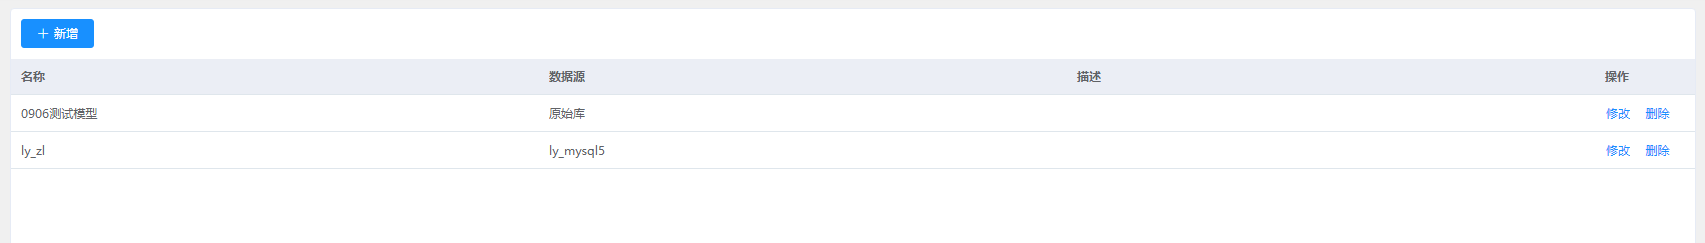 新增
名称 数据源 描述 操作
0906测试模型 原始库 修改 删除
ly_zl ly_mysql5 修改 删除